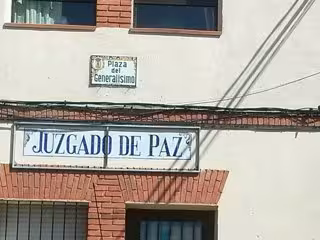 Plaza
del
Generalísimo
JUZGADO DE PAZ